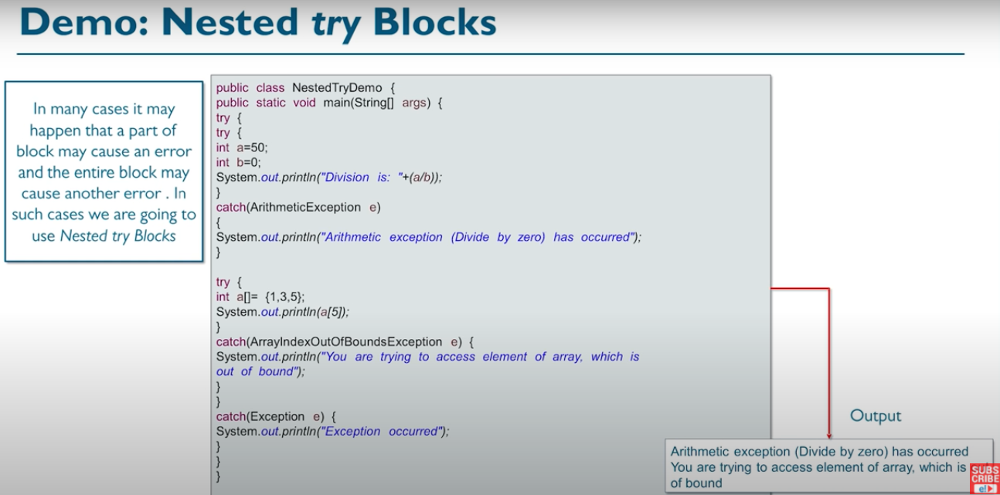 Demo: Nested try Blocks
In many cases it may
happen that a part of
block may cause an error
and the entire block may
cause another error . In
such cases we are going to
use Nested try Blocks
public class NestedTryDemo {
public static void main(String[] args) {
try {
try {
int a=50;
int b=0;
System.out.println("Division is: "+(a/b));
}
catch(ArithmeticException e)
{
System.out.println("Arithmetic exception (Divide by zero) has occurred");
}
try {
int a[]= {1,3,5};
System.out.println(a[5]);
}
catch(ArrayIndexOutOfBoundsException e) {
System.out.println("You are trying to access element of array, which is
out of bound");
}
}
catch(Exception e) {
System.out.println("Exception occurred");
}
}
}
Output
Arithmetic exception (Divide by zero) has occurred
You are trying to access element of array, which is
of bound
SUBS
CRIBE
e!